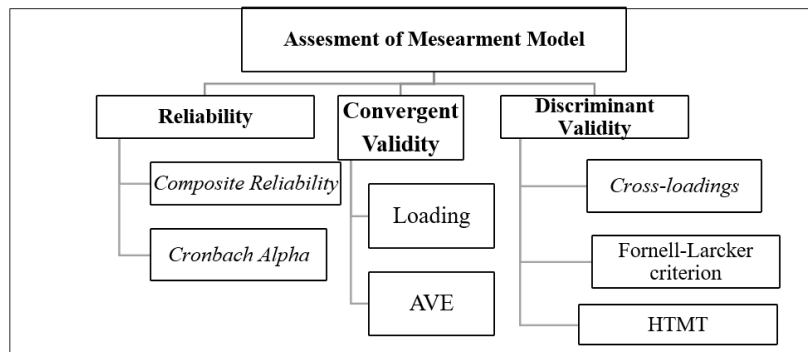 Assesment of Mesearment Model
Reliability
Composite Reliability
Cronbach Alpha
Convergent
Validity
Loading
AVE
Discriminant
Validity
Cross-loadings
Fornell-Larcker
criterion
HTMT